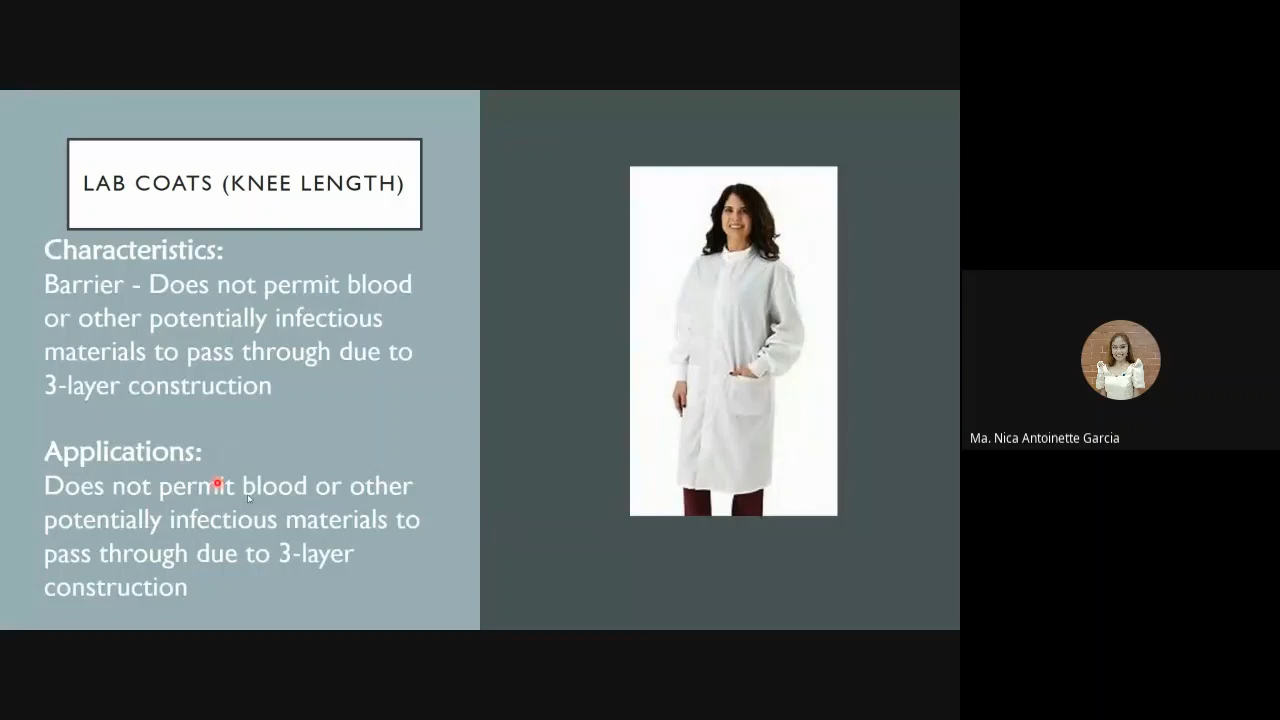 LAB COATS (KNEE LENGTH)
Characteristics:
Barrier - Does not permit blood
or other potentially infectious
materials to pass through due to
3-layer construction
Applications:
Does not permit blood or other
potentially infectious materials to
pass through due to 3-layer
construction
Ma. Nica Antoinette Garcia